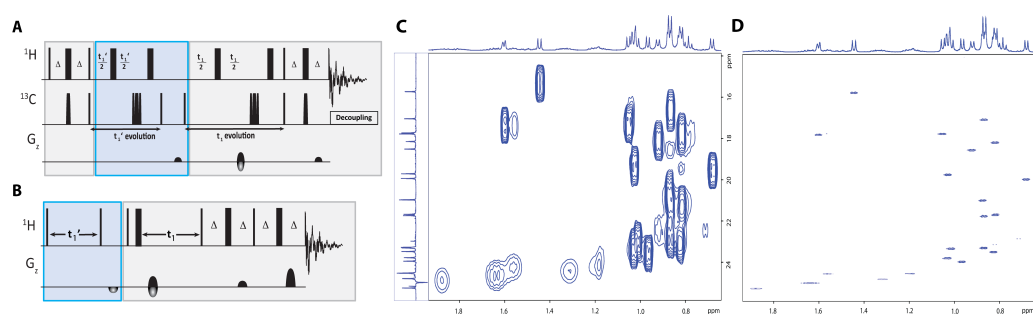 A
¹H
Δ
Δ
t₁'/2
t₁'/2
t₁/2
t₁/2
Δ
Δ
¹³C
Decoupling
t₁' evolution
t₁ evolution
G_z
B
¹H
t₁'
t₁
Δ
Δ
Δ
Δ
G_z
C
ppm
16
18
20
22
24
1.8
1.6
1.4
1.2
1.0
0.8
ppm
D
1.8
1.6
1.4
1.2
1.0
0.8
ppm